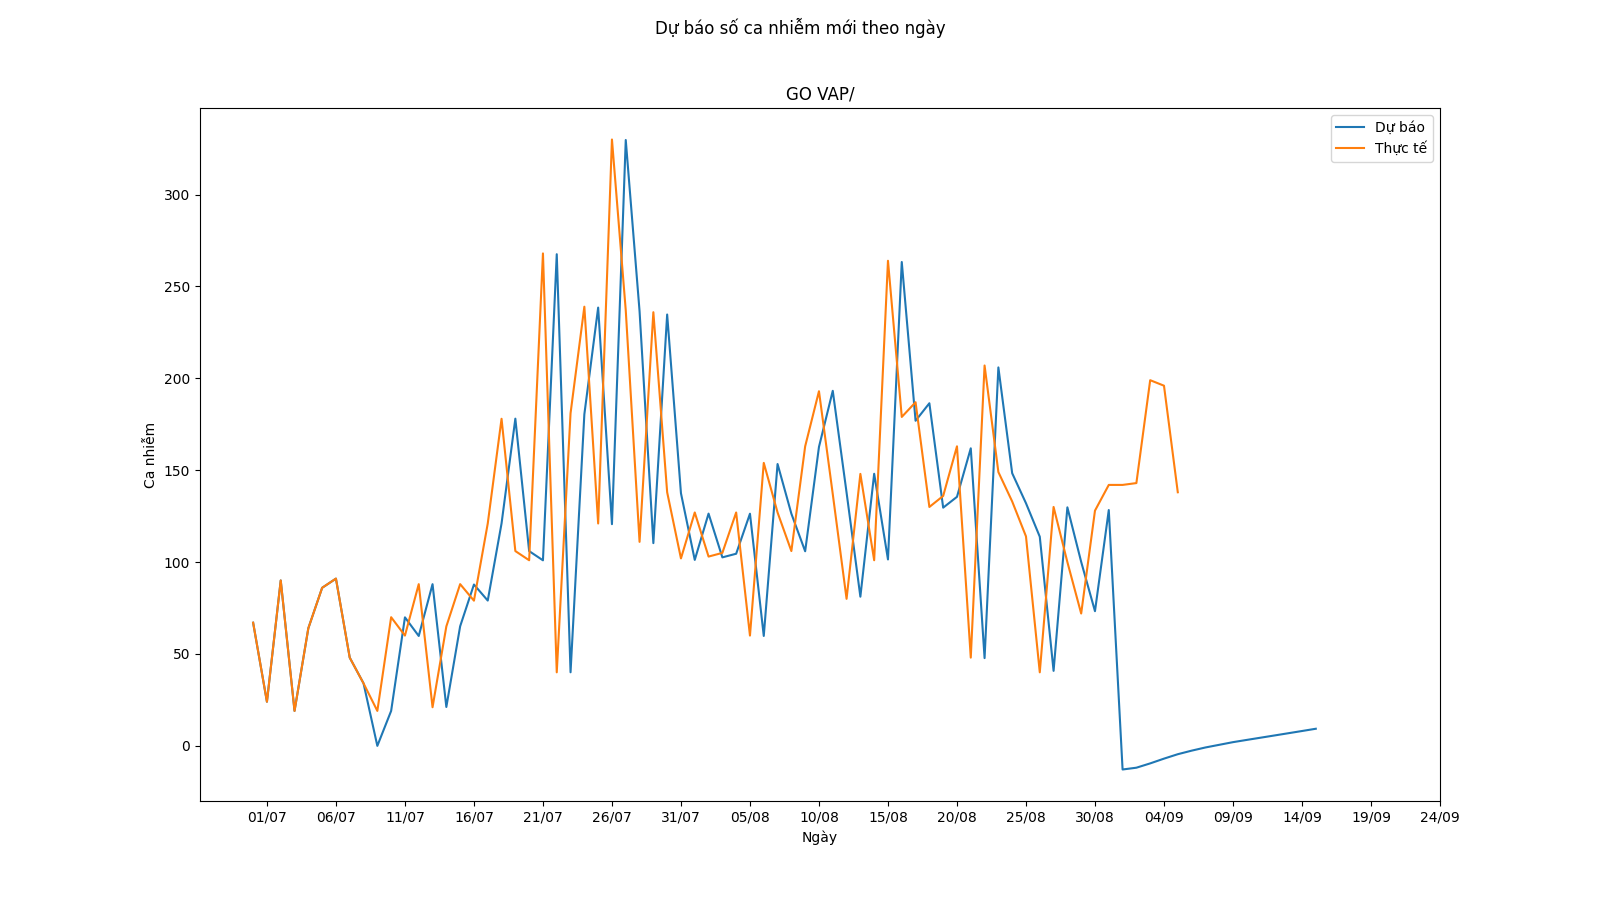 Dự báo số ca nhiễm mới theo ngày
GO VAP/
Dự báo
Thực tế
300
250
200
150
100
50
0
Ca nhiễm
01/07 06/07 11/07 16/07 21/07 26/07 31/07 05/08 10/08 15/08 20/08 25/08 30/08 04/09 09/09 14/09 19/09 24/09
Ngày